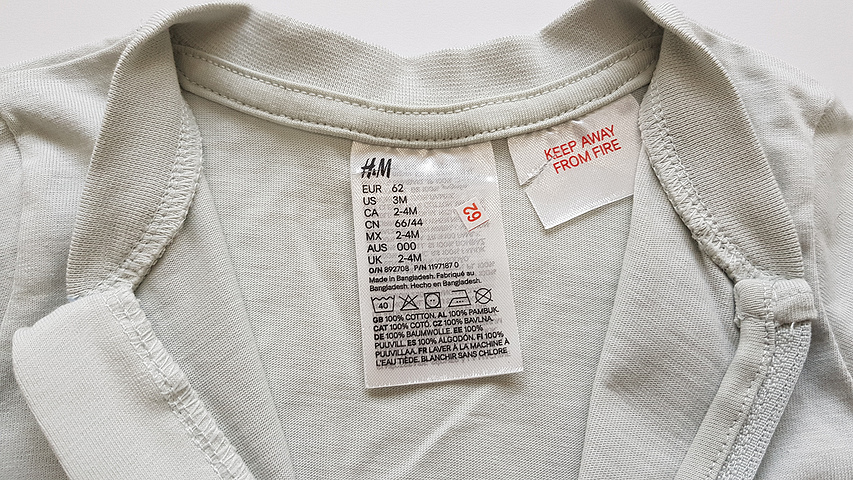 H&M
EUR 62
US 3M
CA 2-4M
CN 66/44
MX 2-4M
AUS 000
UK 2-4M
O/N 892708 P/N 1197187 0
Made in Bangladesh. Fabriqué au
Bangladesh. Hecho en Bangladesh.
40
GB 100% COTTON. AL 100% PAMBUK.
CAT 100% COTÓ. CZ 100% BAVLNA.
DE 100% BAUMWOLLE. EE 100%
PUUVILL. ES 100% ALGODÓN. FI 100%
PUUVILLAA. FR LAVER À LA MACHINE À
L'EAU TIÈDE. BLANCHIR SANS CHLORE
62
KEEP AWAY
FROM FIRE